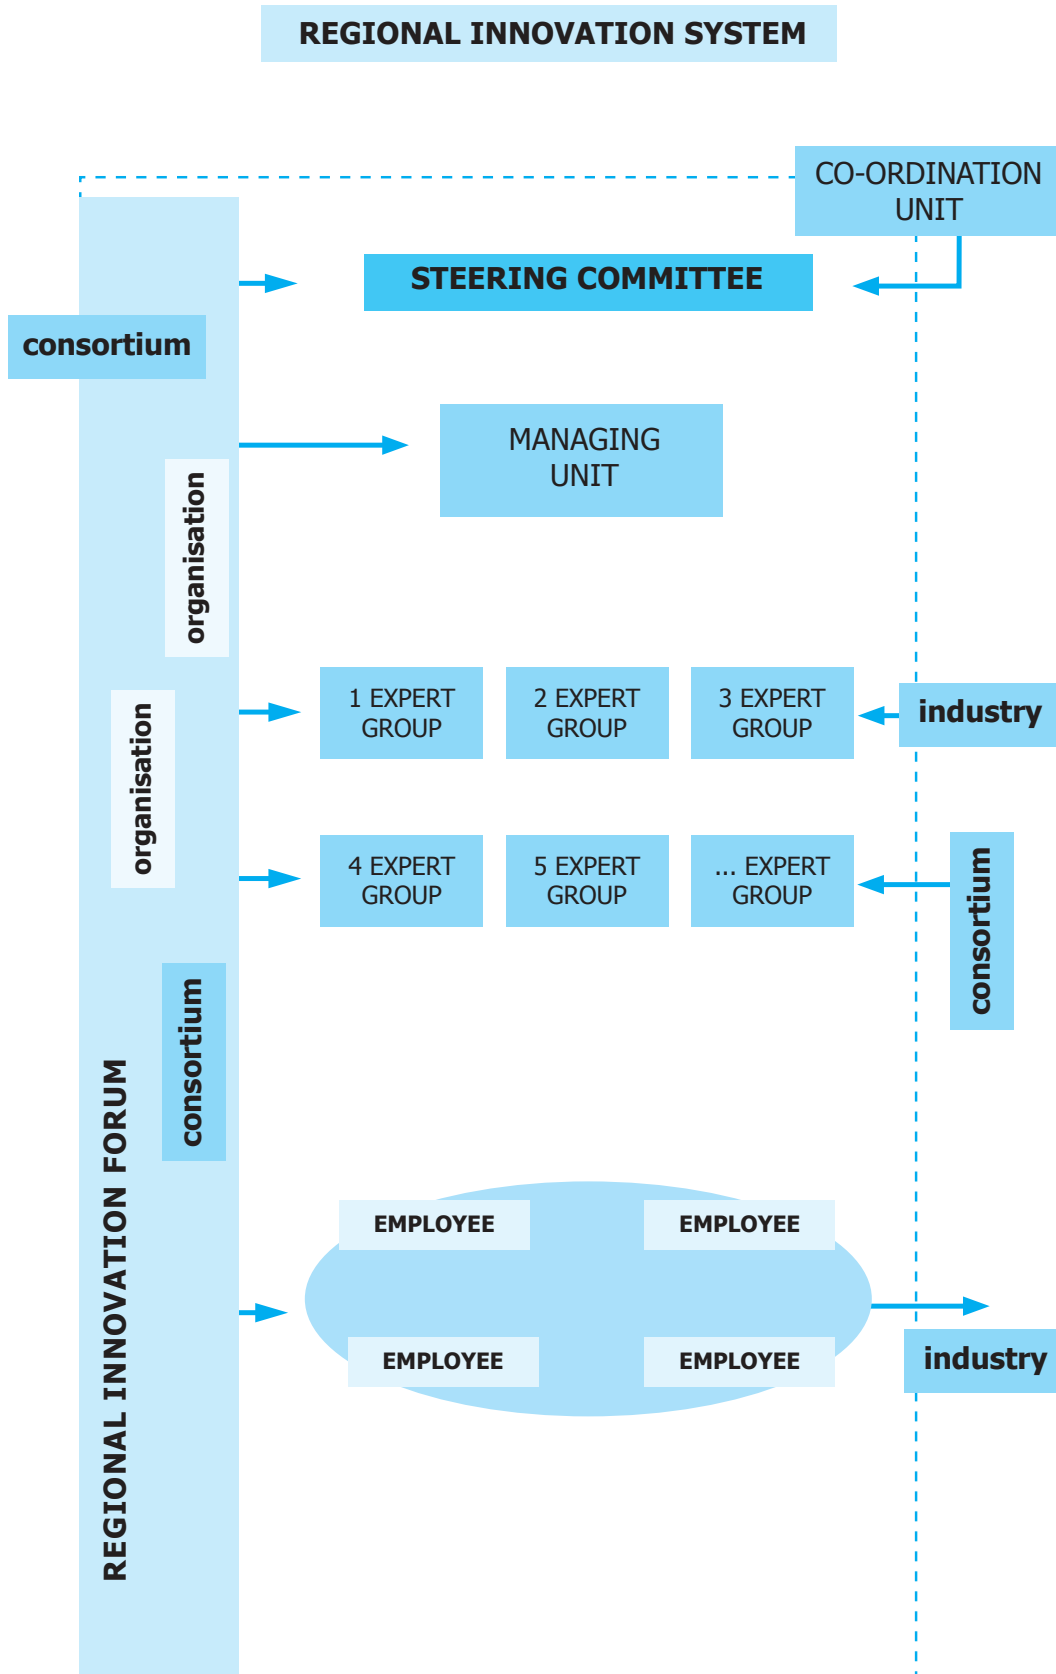 REGIONAL INNOVATION SYSTEM
CO-ORDINATION
UNIT
STEERING COMMITTEE
consortium
MANAGING
UNIT
organisation
1 EXPERT
GROUP
2 EXPERT
GROUP
3 EXPERT
GROUP
industry
organisation
4 EXPERT
GROUP
5 EXPERT
GROUP
... EXPERT
GROUP
consortium
consortium
REGIONAL INNOVATION FORUM
EMPLOYEE
EMPLOYEE
EMPLOYEE
EMPLOYEE
industry